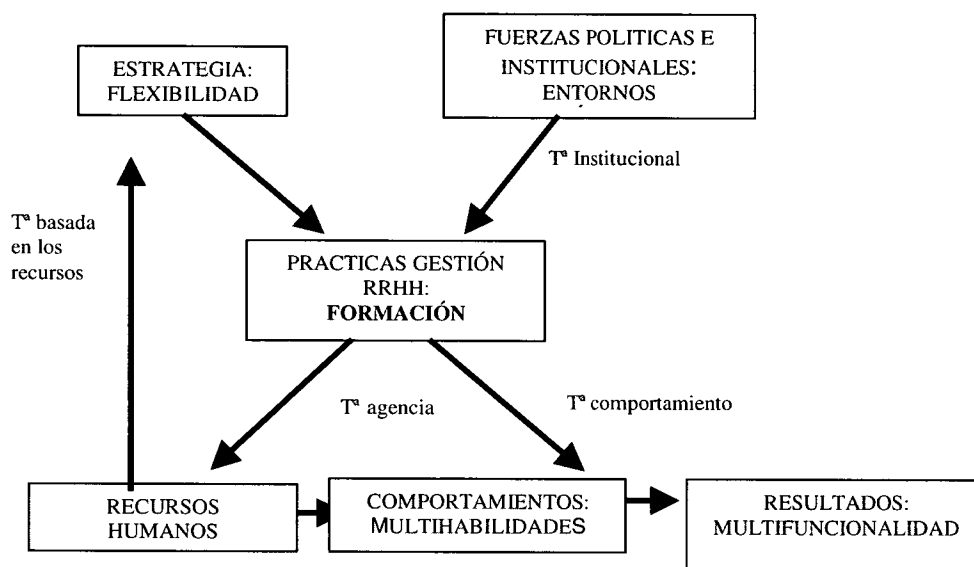 ESTRATEGIA:
FLEXIBILIDAD
FUERZAS POLITICAS E
INSTITUCIONALES:
ENTORNOS
Tª Institucional
Tª basada
en los
recursos
PRACTICAS GESTIÓN
RRHH:
FORMACIÓN
Tª agencia
Tª comportamiento
RECURSOS
HUMANOS
COMPORTAMIENTOS:
MULTIHABILIDADES
RESULTADOS:
MULTIFUNCIONALIDAD